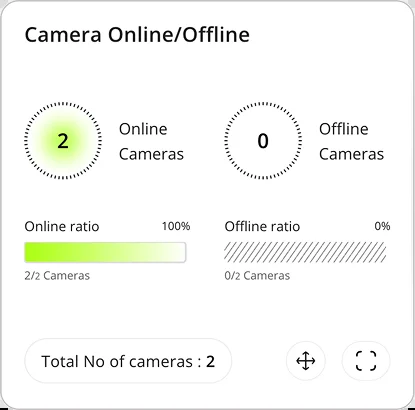 Camera Online/Offline
2
Online
Cameras
0
Offline
Cameras
Online ratio 100%
2/2 Cameras
Offline ratio 0%
0/2 Cameras
Total No of cameras : 2